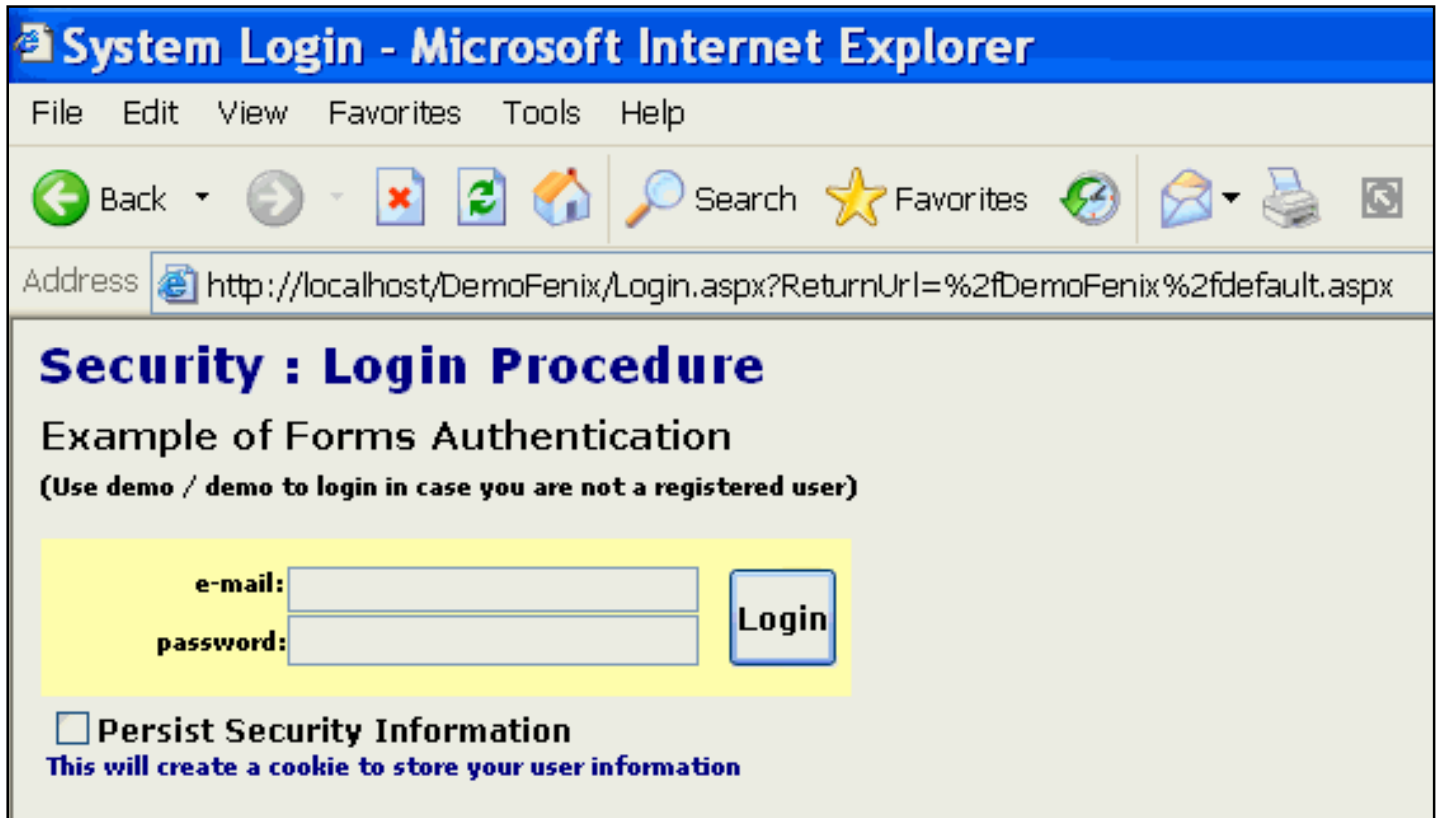 System Login - Microsoft Internet Explorer
File Edit View Favorites Tools Help
Back Search Favorites
Address http://localhost/DemoFenix/Login.aspx?ReturnUrl=%2fDemoFenix%2fdefault.aspx
Security : Login Procedure
Example of Forms Authentication
(Use demo / demo to login in case you are not a registered user)
e-mail:
password:
Login
Persist Security Information
This will create a cookie to store your user information